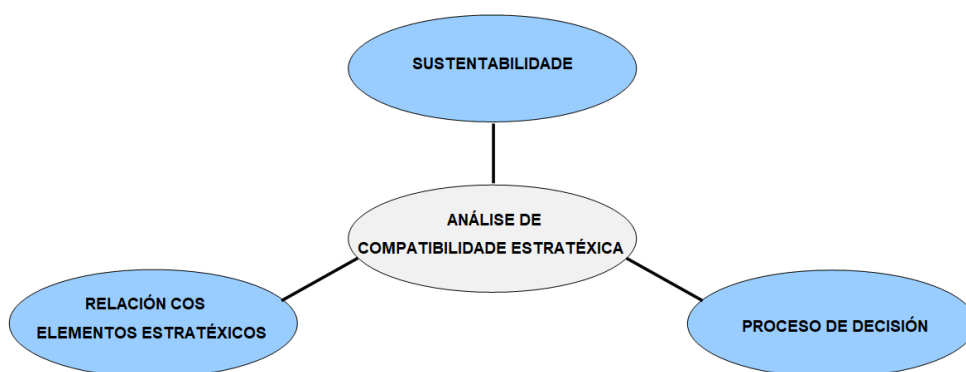 SUSTENTABILIDADE
ANÁLISE DE
COMPATIBILIDADE ESTRATÉXICA
RELACIÓN COS
ELEMENTOS ESTRATÉXICOS
PROCESO DE DECISIÓN